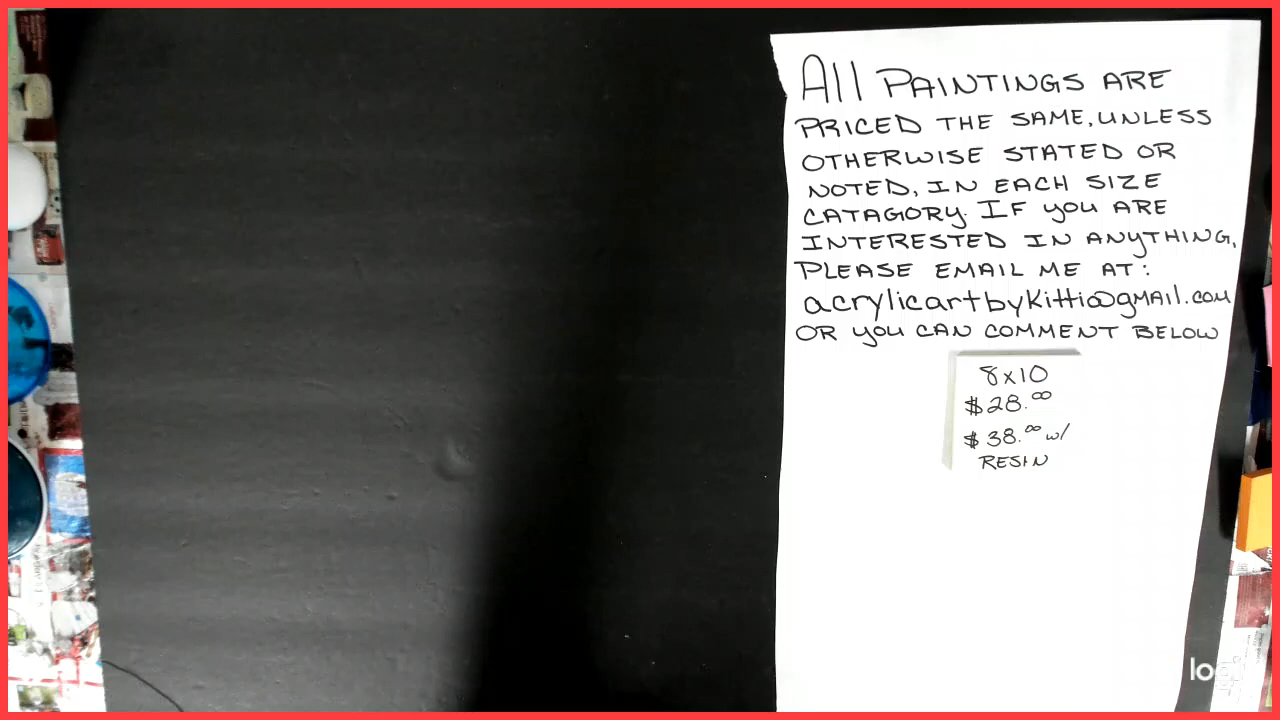 All PAINTINGS ARE
PRICED THE SAME, UNLESS
OTHERWISE STATED OR
NOTED, IN EACH SIZE
CATAGORY. IF YOU ARE
INTERESTED IN ANYTHING,
PLEASE EMAIL ME AT:
acrylicartbyKitti@gmail.com
OR YOU CAN COMMENT BELOW
8x10
$28.00
$38.00 w/
RESIN
logi